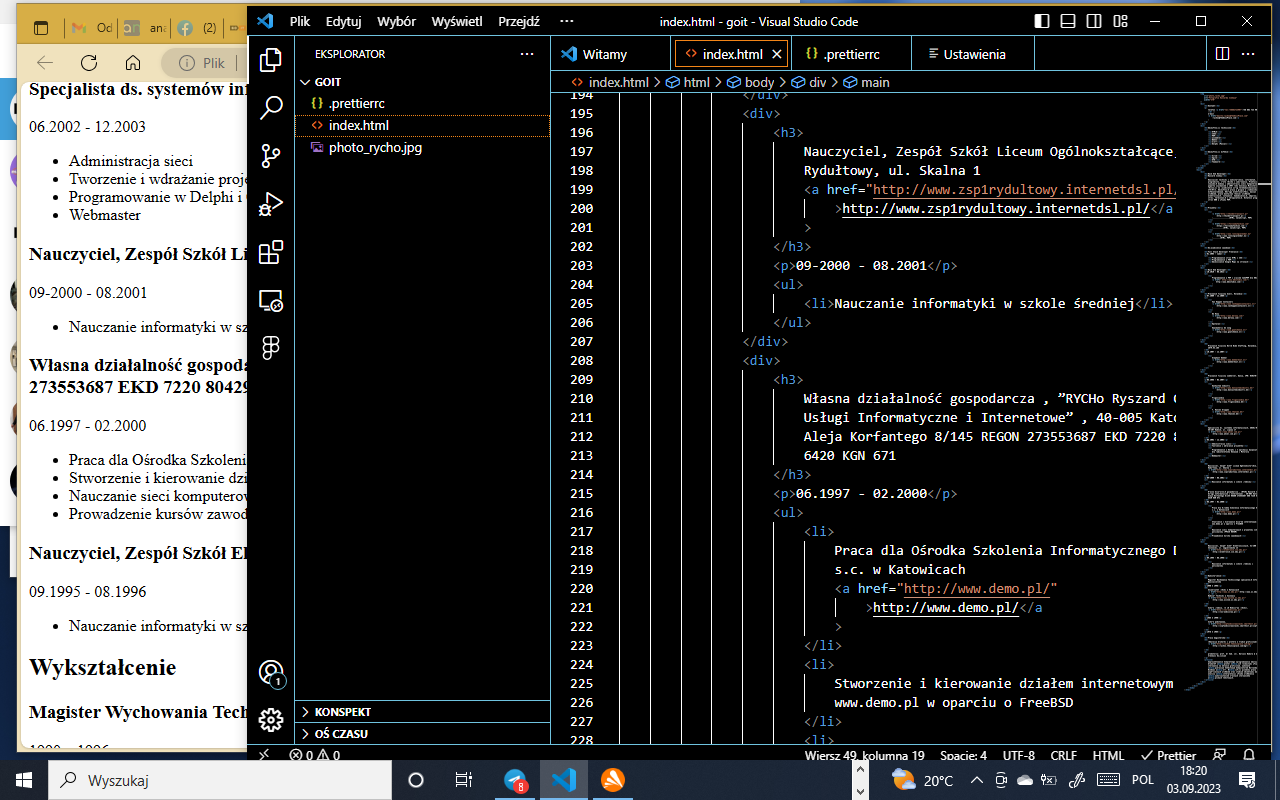 Plik Edytuj Wybór Wyświetl Przejdź ··· index.html - goit - Visual Studio Code
Od
(2)
Plik
Specjalista ds. systemów inf
06.2002 - 12.2003
Administracja sieci
Tworzenie i wdrażanie proje
Programowanie w Delphi i
Webmaster
Nauczyciel, Zespół Szkół Li
09-2000 - 08.2001
Nauczanie informatyki w sz
Własna działalność gospoda
273553687 EKD 7220 80429
06.1997 - 02.2000
Praca dla Ośrodka Szkoleni
Stworzenie i kierowanie dzi
Nauczanie sieci komputerow
Prowadzenie kursów zawod
Nauczyciel, Zespół Szkół El
09.1995 - 08.1996
Nauczanie informatyki w sz
Wykształcenie
Magister Wychowania Tech
EKSPLORATOR ···
GOIT
{} .prettierrc
<> index.html
photo_rycho.jpg
KONSPEKT
OŚ CZASU
Witamy <> index.html {} .prettierrc Ustawienia ···
<> index.html > html > body > div > main
194 </div>
195 <div>
196 <h3>
197 Nauczyciel, Zespół Szkół Liceum Ogólnokształcące,
198 Rydułtowy, ul. Skalna 1
199 <a href="http://www.zsp1rydultowy.internetdsl.pl/
200 >http://www.zsp1rydultowy.internetdsl.pl/</a
201 >
202 </h3>
203 <p>09-2000 - 08.2001</p>
204 <ul>
205 <li>Nauczanie informatyki w szkole średniej</li>
206 </ul>
207 </div>
208 <div>
209 <h3>
210 Własna działalność gospodarcza , ”RYCHo Ryszard
211 Usługi Informatyczne i Internetowe” , 40-005 Kato
212 Aleja Korfantego 8/145 REGON 273553687 EKD 7220 8
213 6420 KGN 671
214 </h3>
215 <p>06.1997 - 02.2000</p>
216 <ul>
217 <li>
218 Praca dla Ośrodka Szkolenia Informatycznego
219 s.c. w Katowicach
220 <a href="http://www.demo.pl/"
221 >http://www.demo.pl/</a
222 >
223 </li>
224 <li>
225 Stworzenie i kierowanie działem internetowym
226 www.demo.pl w oparciu o FreeBSD
227 </li>
228 <li>
1
0 0 Wiersz 49, kolumna 19 Spacje: 4 UTF-8 CRLF HTML Prettier
Wyszukaj 8 20°C POL 18:20
03.09.2023